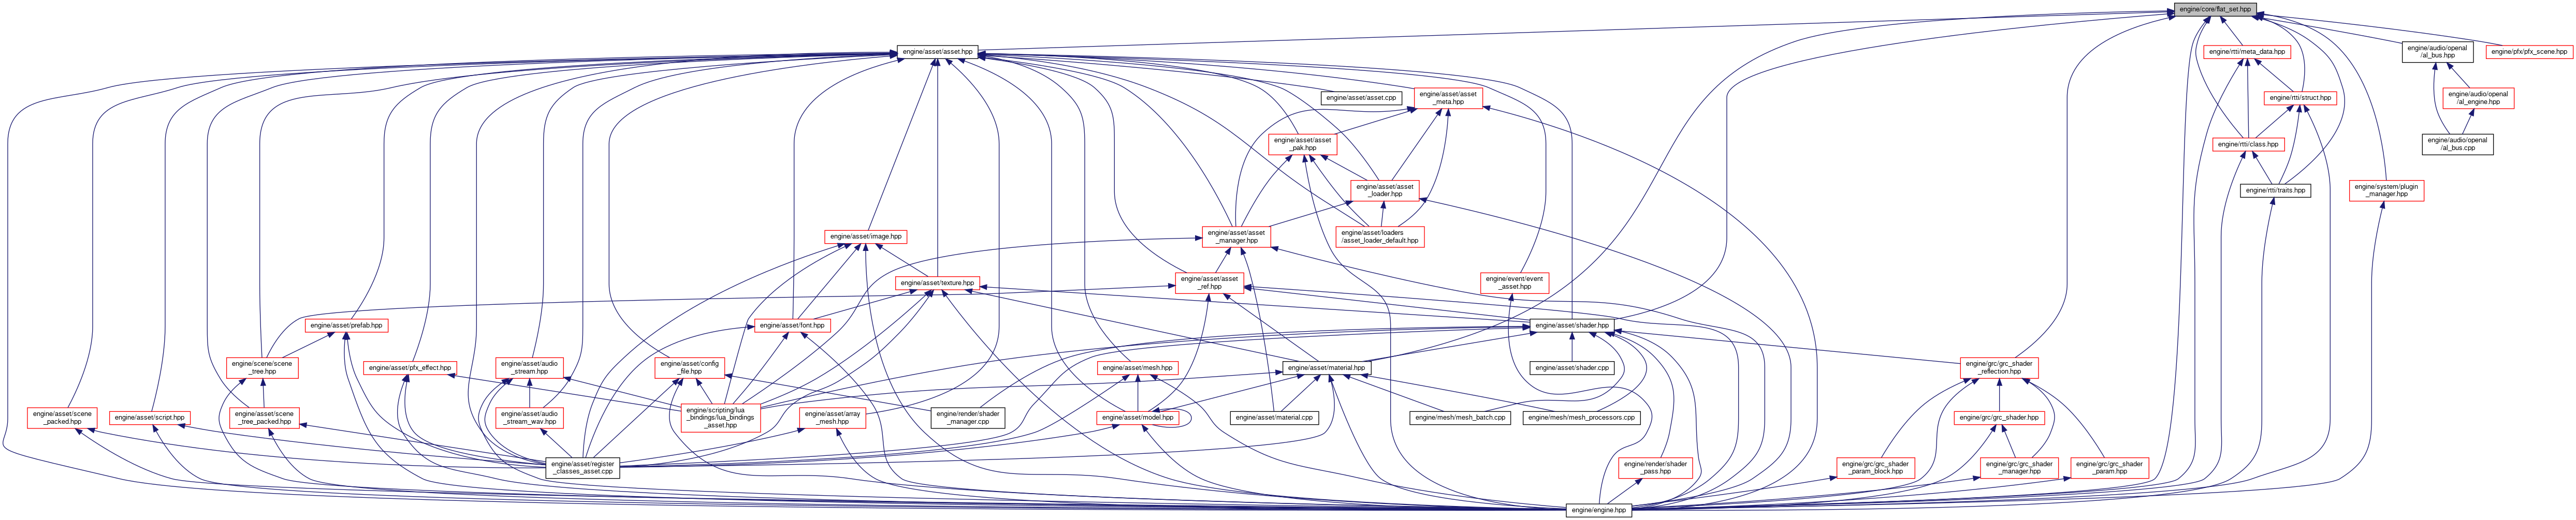 engine/core/flat_set.hpp
engine/asset/asset.hpp
engine/rtti/meta_data.hpp
engine/audio/openal
/al_bus.hpp
engine/pfx/pfx_scene.hpp
engine/asset/asset.cpp
engine/asset/asset
_meta.hpp
engine/rtti/struct.hpp
engine/audio/openal
/al_engine.hpp
engine/asset/asset
_pak.hpp
engine/rtti/class.hpp
engine/audio/openal
/al_bus.cpp
engine/asset/asset
_loader.hpp
engine/rtti/traits.hpp
engine/system/plugin
_manager.hpp
engine/asset/image.hpp
engine/asset/asset
_manager.hpp
engine/asset/loaders
/asset_loader_default.hpp
engine/asset/texture.hpp
engine/asset/asset
_ref.hpp
engine/event/event
_asset.hpp
engine/asset/prefab.hpp
engine/asset/font.hpp
engine/asset/shader.hpp
engine/scene/scene
_tree.hpp
engine/asset/pfx_effect.hpp
engine/asset/audio
_stream.hpp
engine/asset/config
_file.hpp
engine/asset/mesh.hpp
engine/asset/material.hpp
engine/asset/shader.cpp
engine/grc/grc_shader
_reflection.hpp
engine/asset/scene
_packed.hpp
engine/asset/script.hpp
engine/asset/scene
_tree_packed.hpp
engine/asset/audio
_stream_wav.hpp
engine/scripting/lua
_bindings/lua_bindings
_asset.hpp
engine/asset/array
_mesh.hpp
engine/render/shader
_manager.cpp
engine/asset/model.hpp
engine/asset/material.cpp
engine/mesh/mesh_batch.cpp
engine/mesh/mesh_processors.cpp
engine/grc/grc_shader.hpp
engine/asset/register
_classes_asset.cpp
engine/render/shader
_pass.hpp
engine/grc/grc_shader
_param_block.hpp
engine/grc/grc_shader
_manager.hpp
engine/grc/grc_shader
_param.hpp
engine/engine.hpp